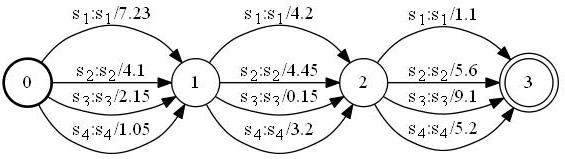 s1:s1/7.23 s1:s1/4.2 s1:s1/1.1
0 s2:s2/4.1 1 s2:s2/4.45 2 s2:s2/5.6 3
s3:s3/2.15 s3:s3/0.15 s3:s3/9.1
s4:s4/1.05 s4:s4/3.2 s4:s4/5.2